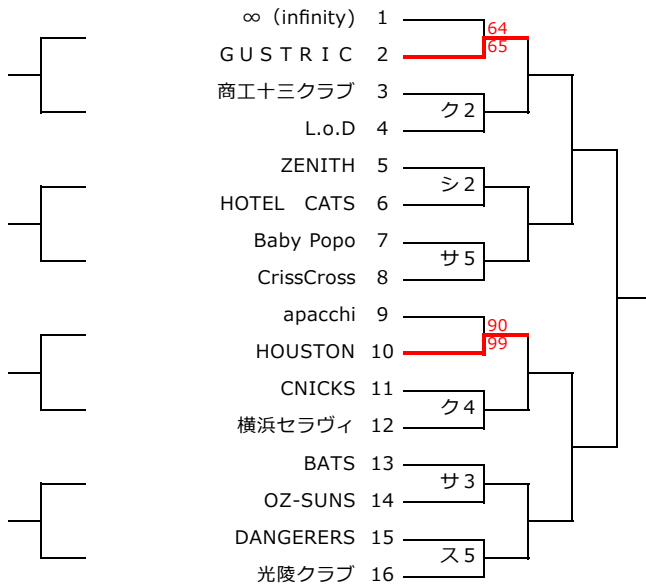 ∞（infinity) 1
64
ＧＵＳＴＲＩＣ 2
65
商工十三クラブ 3
ク２
L.o.D 4
ZENITH 5
シ２
HOTEL　CATS 6
Baby Popo 7
サ５
CrissCross 8
apacchi 9
90
HOUSTON 10
99
CNICKS 11
ク４
横浜セラヴィ 12
BATS 13
サ３
OZ-SUNS 14
DANGERERS 15
ス５
光陵クラブ 16